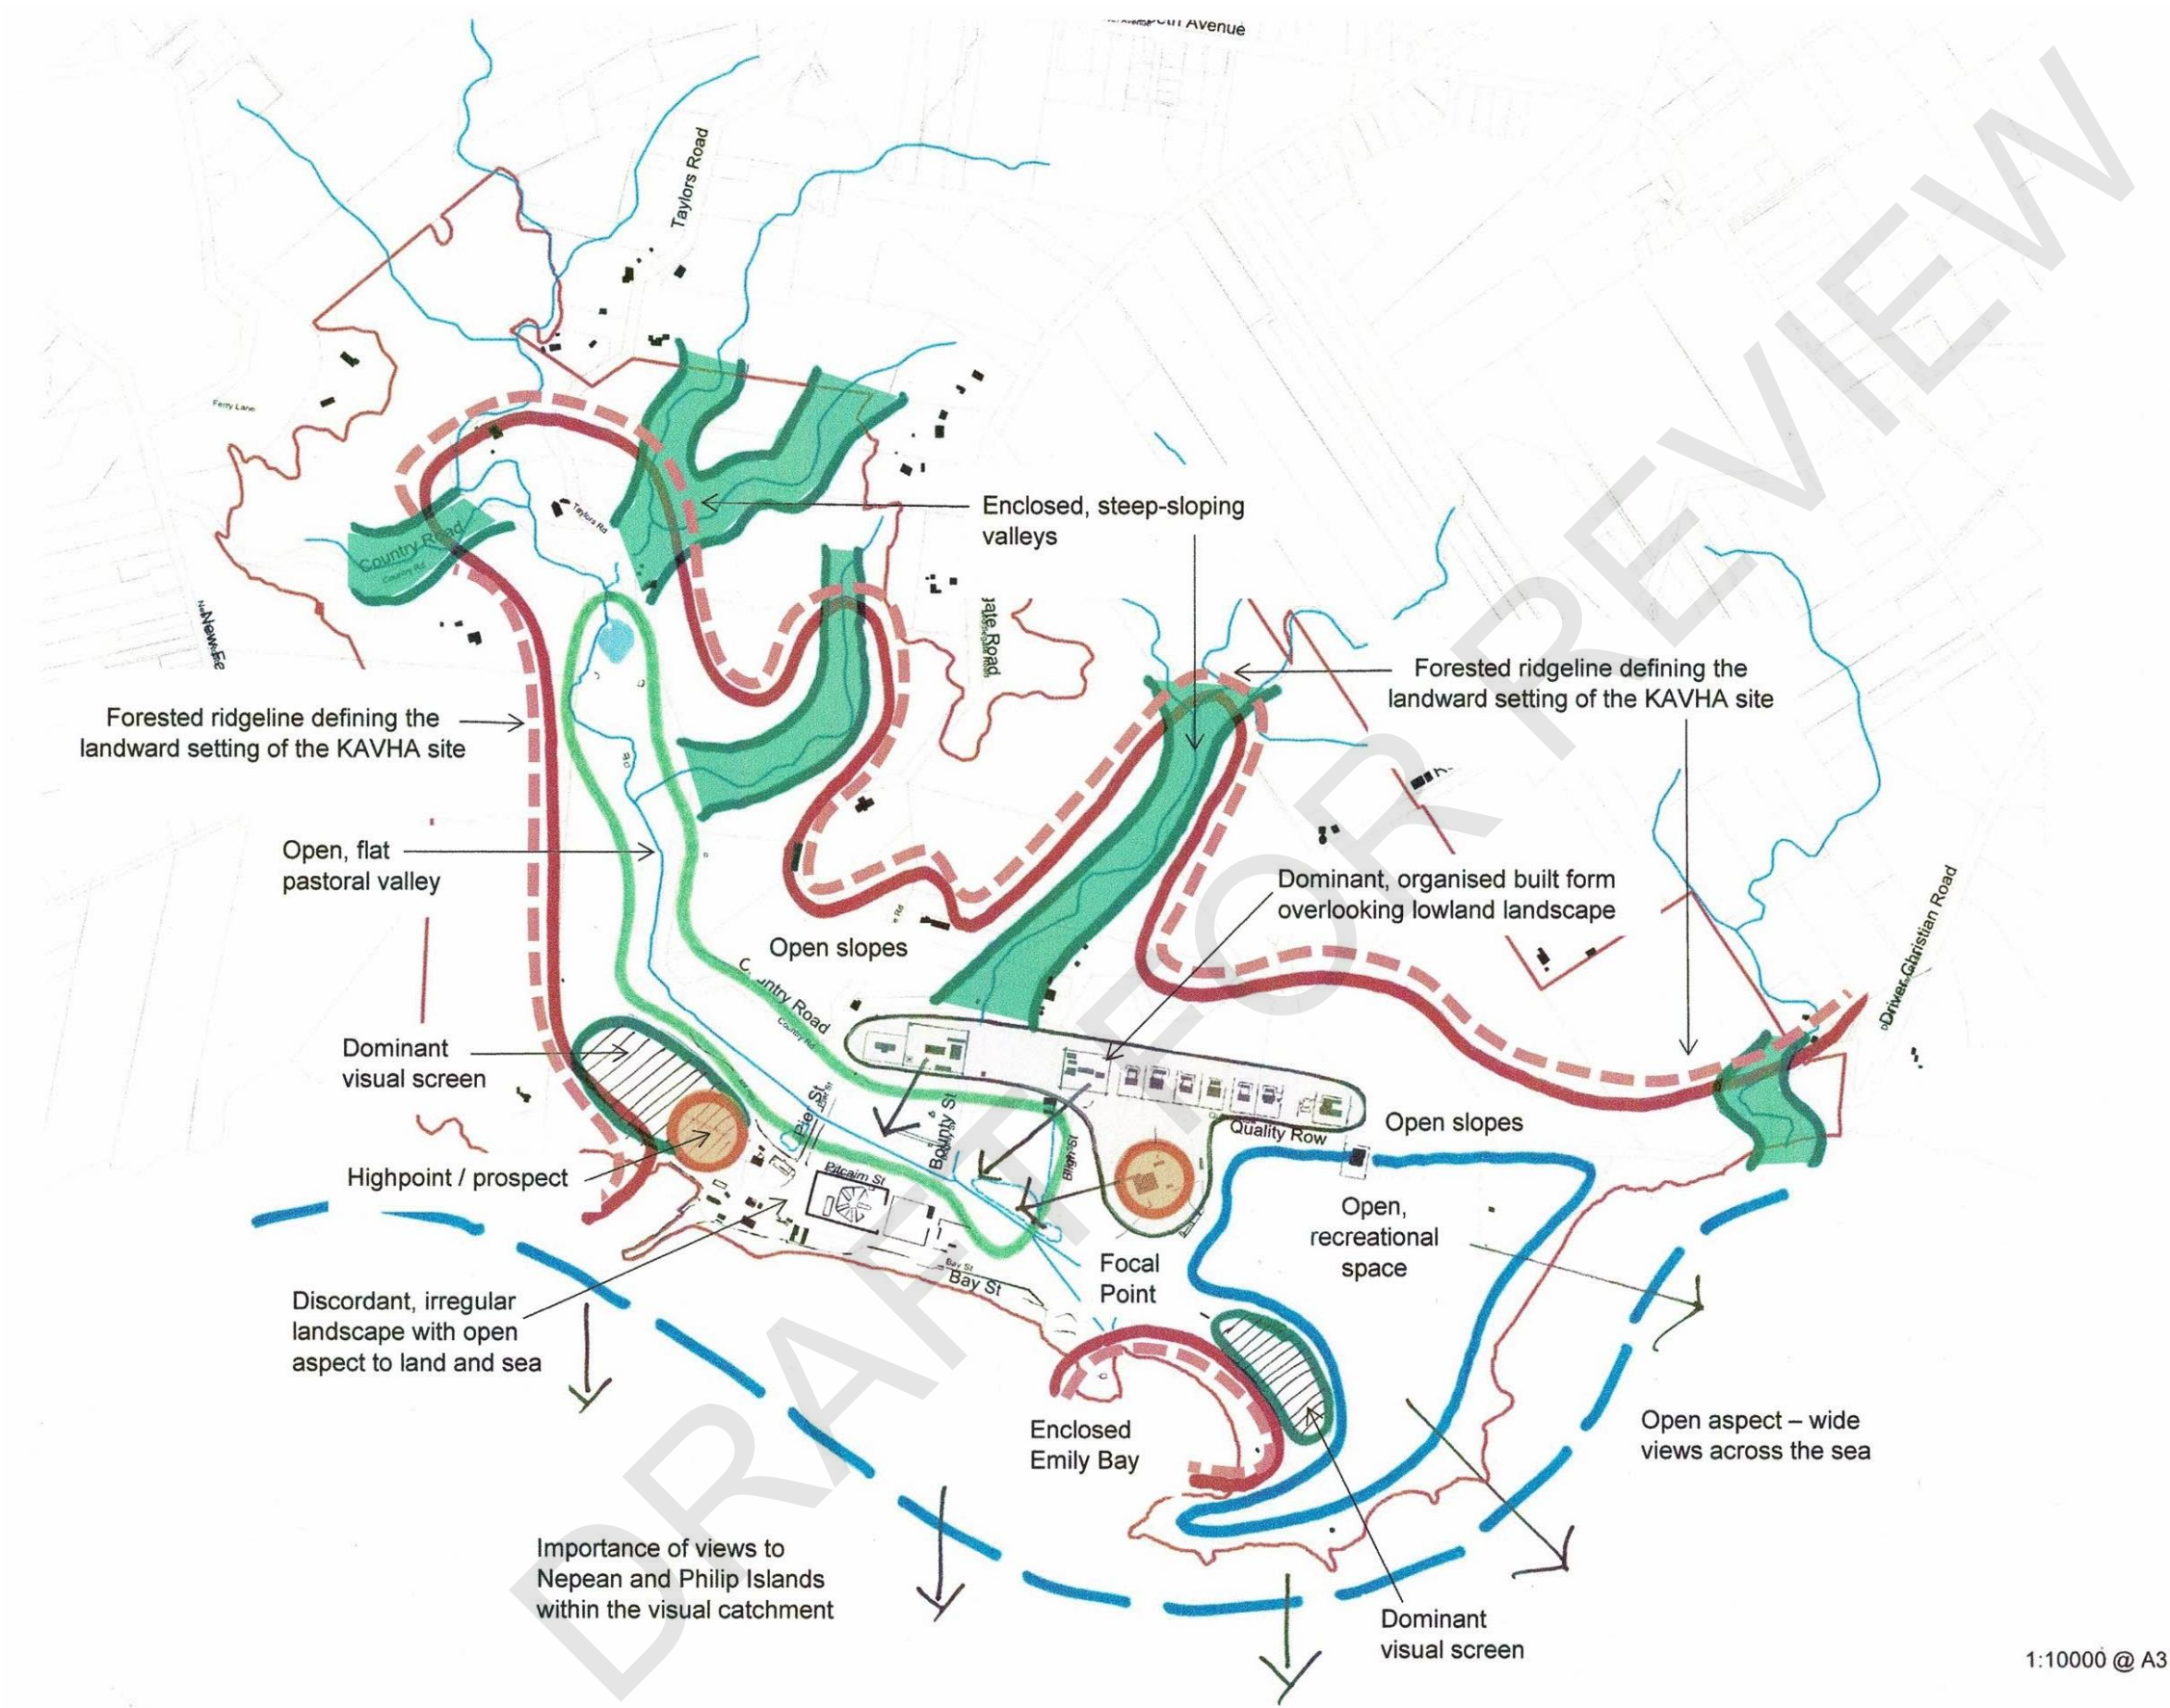 Avenue
Taylors Road
Ferry Lane
Country Road
Country Rd
Taylors Rd
Enclosed, steep-sloping
valleys
Forested ridgeline defining the
landward setting of the KAVHA site
Forested ridgeline defining the
landward setting of the KAVHA site
Open, flat
pastoral valley
Dominant, organised built form
overlooking lowland landscape
Driver Christian Road
Open slopes
Country Road
Country Rd
Dominant
visual screen
Pier St
Bounty St
Bligh St
Quality Row
Open slopes
Highpoint / prospect
Pitcairn St
Open,
recreational
space
Focal
Point
Bay St
Bay St
Discordant, irregular
landscape with open
aspect to land and sea
Enclosed
Emily Bay
Open aspect – wide
views across the sea
Importance of views to
Nepean and Philip Islands
within the visual catchment
Dominant
visual screen
1:10000 @ A3
DRAFT FOR REVIEW